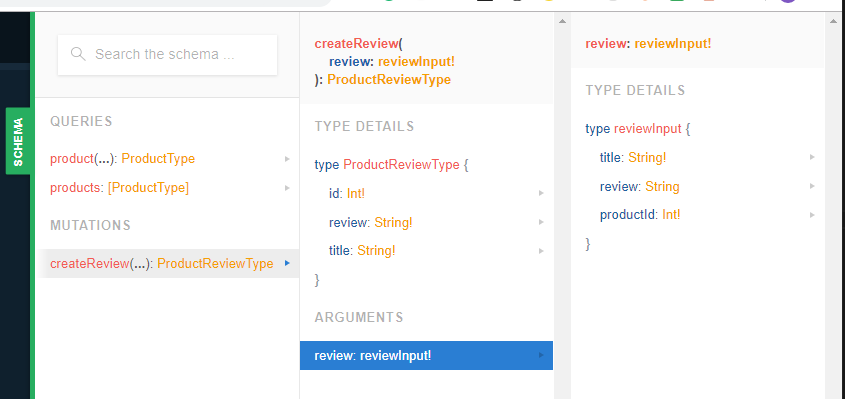 SCHEMA
Search the schema ...
QUERIES
product(...): ProductType
products: [ProductType]
MUTATIONS
createReview(...): ProductReviewType
createReview(
review: reviewInput!
): ProductReviewType
TYPE DETAILS
type ProductReviewType {
id: Int!
review: String!
title: String!
}
ARGUMENTS
review: reviewInput!
review: reviewInput!
TYPE DETAILS
type reviewInput {
title: String!
review: String
productId: Int!
}